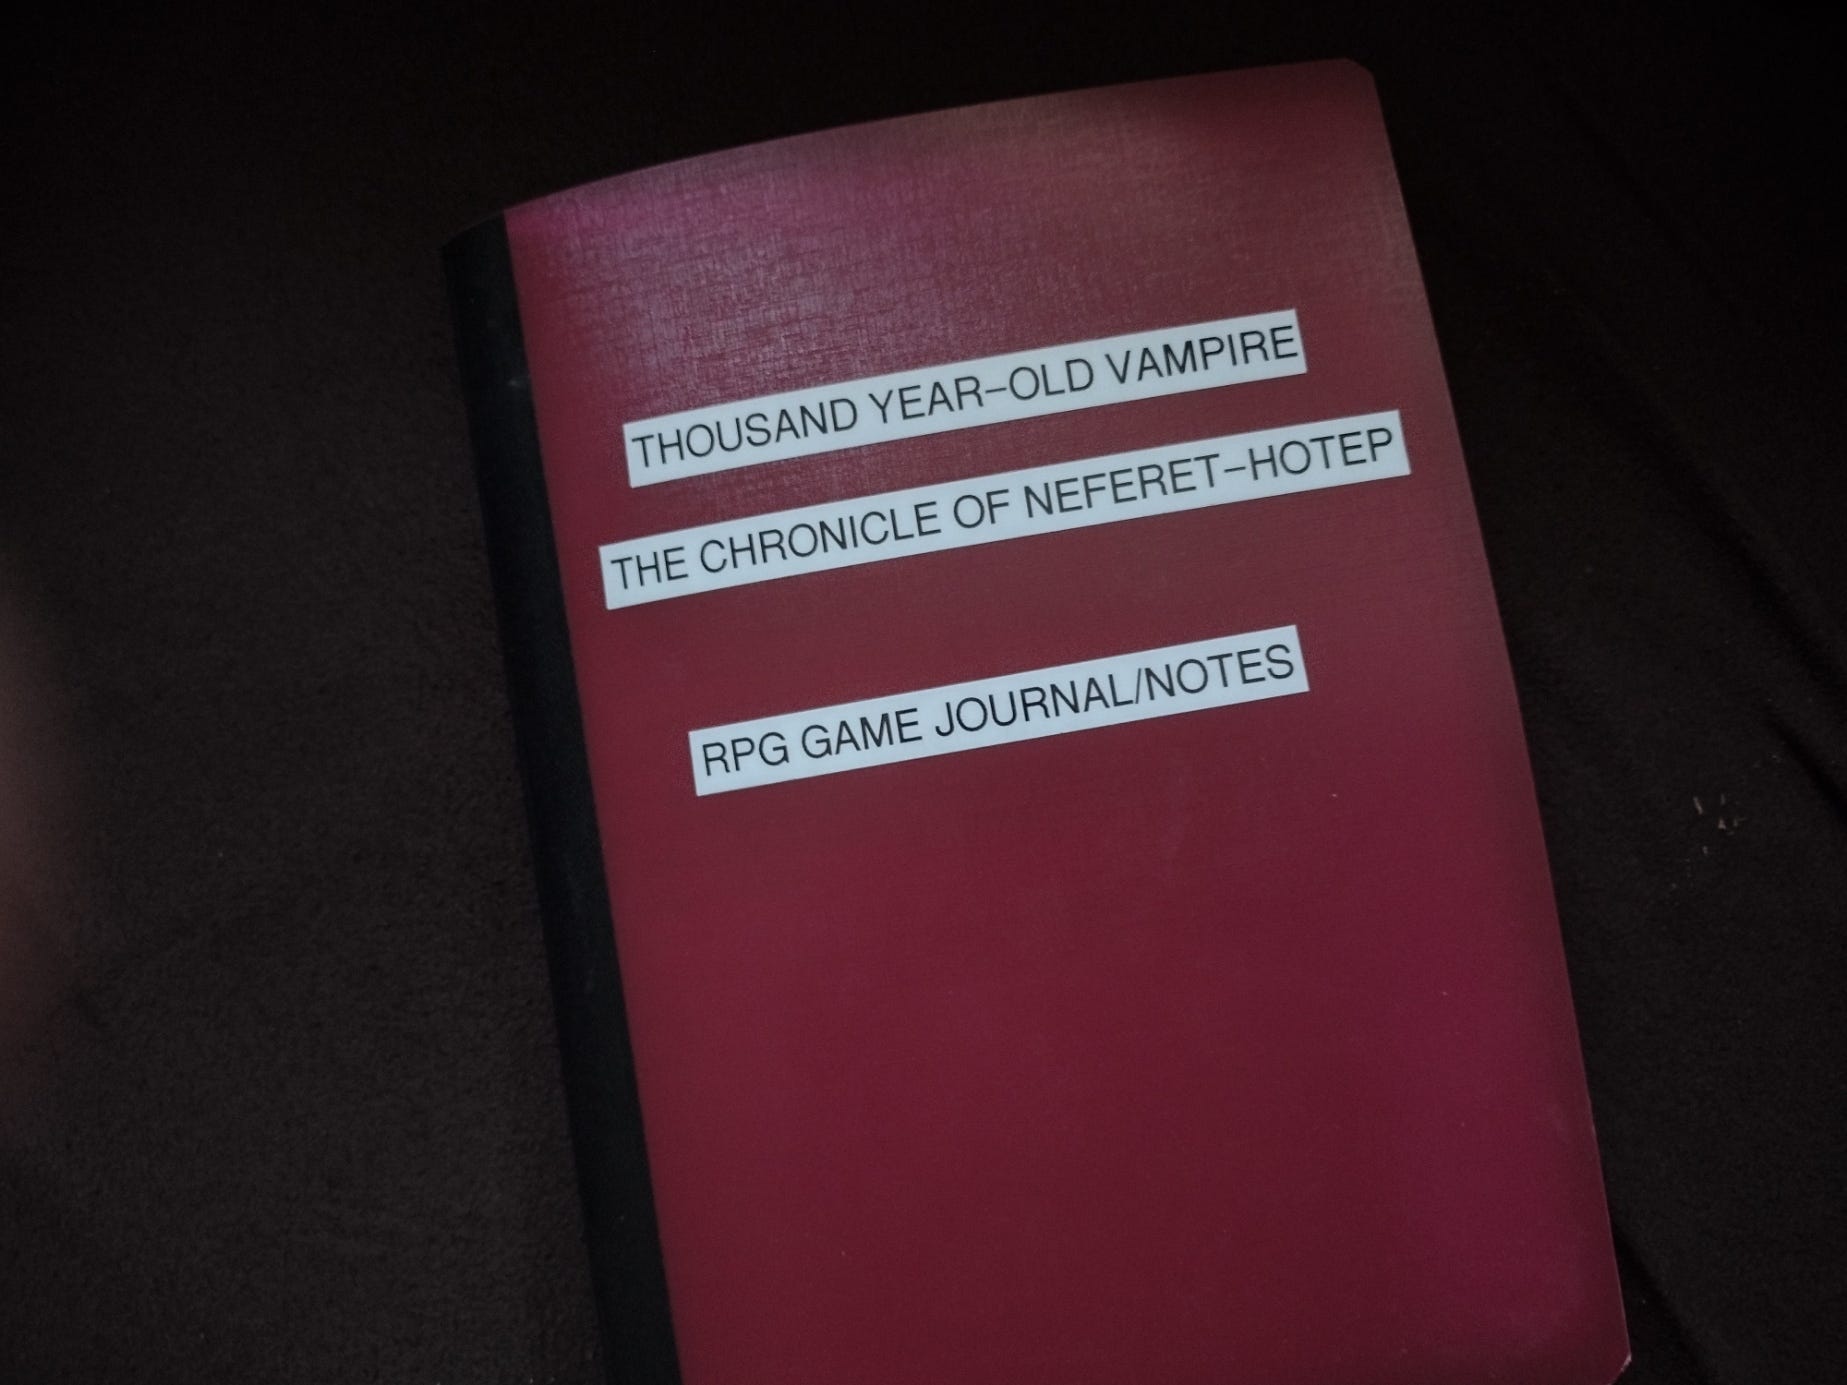 THOUSAND YEAR-OLD VAMPIRE
THE CHRONICLE OF NEFERET-HOTEP
RPG GAME JOURNAL/NOTES